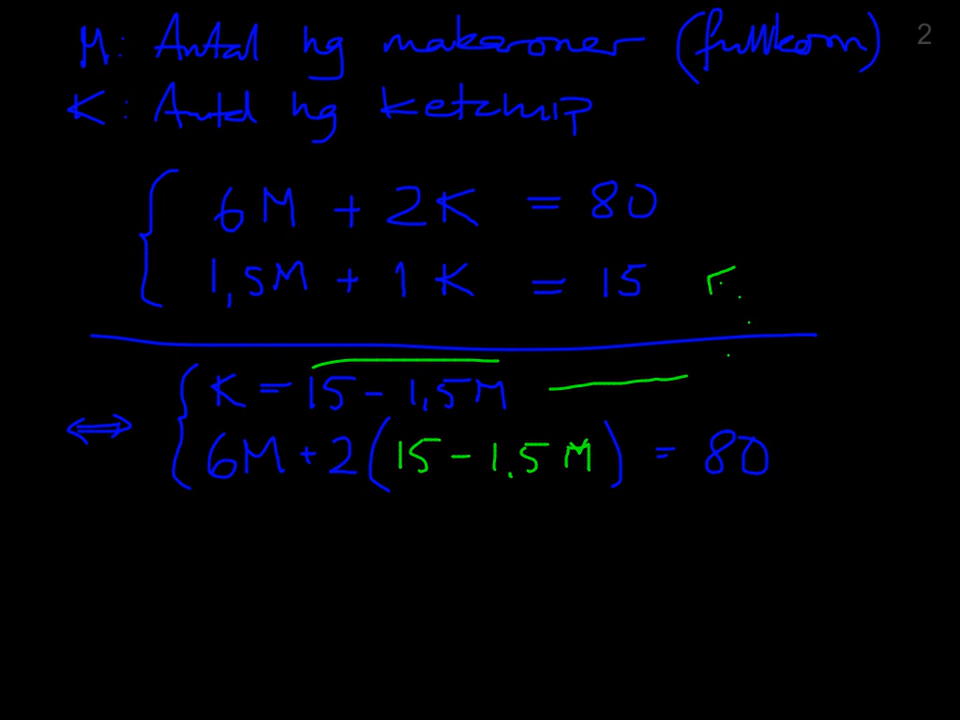 M: Antal hg makaroner (fullkorn) 2
K: Antal hg ketchup
6M + 2K = 80
1,5M + 1K = 15
K = 15 - 1,5M
⇔
6M + 2(15 - 1,5M) = 80